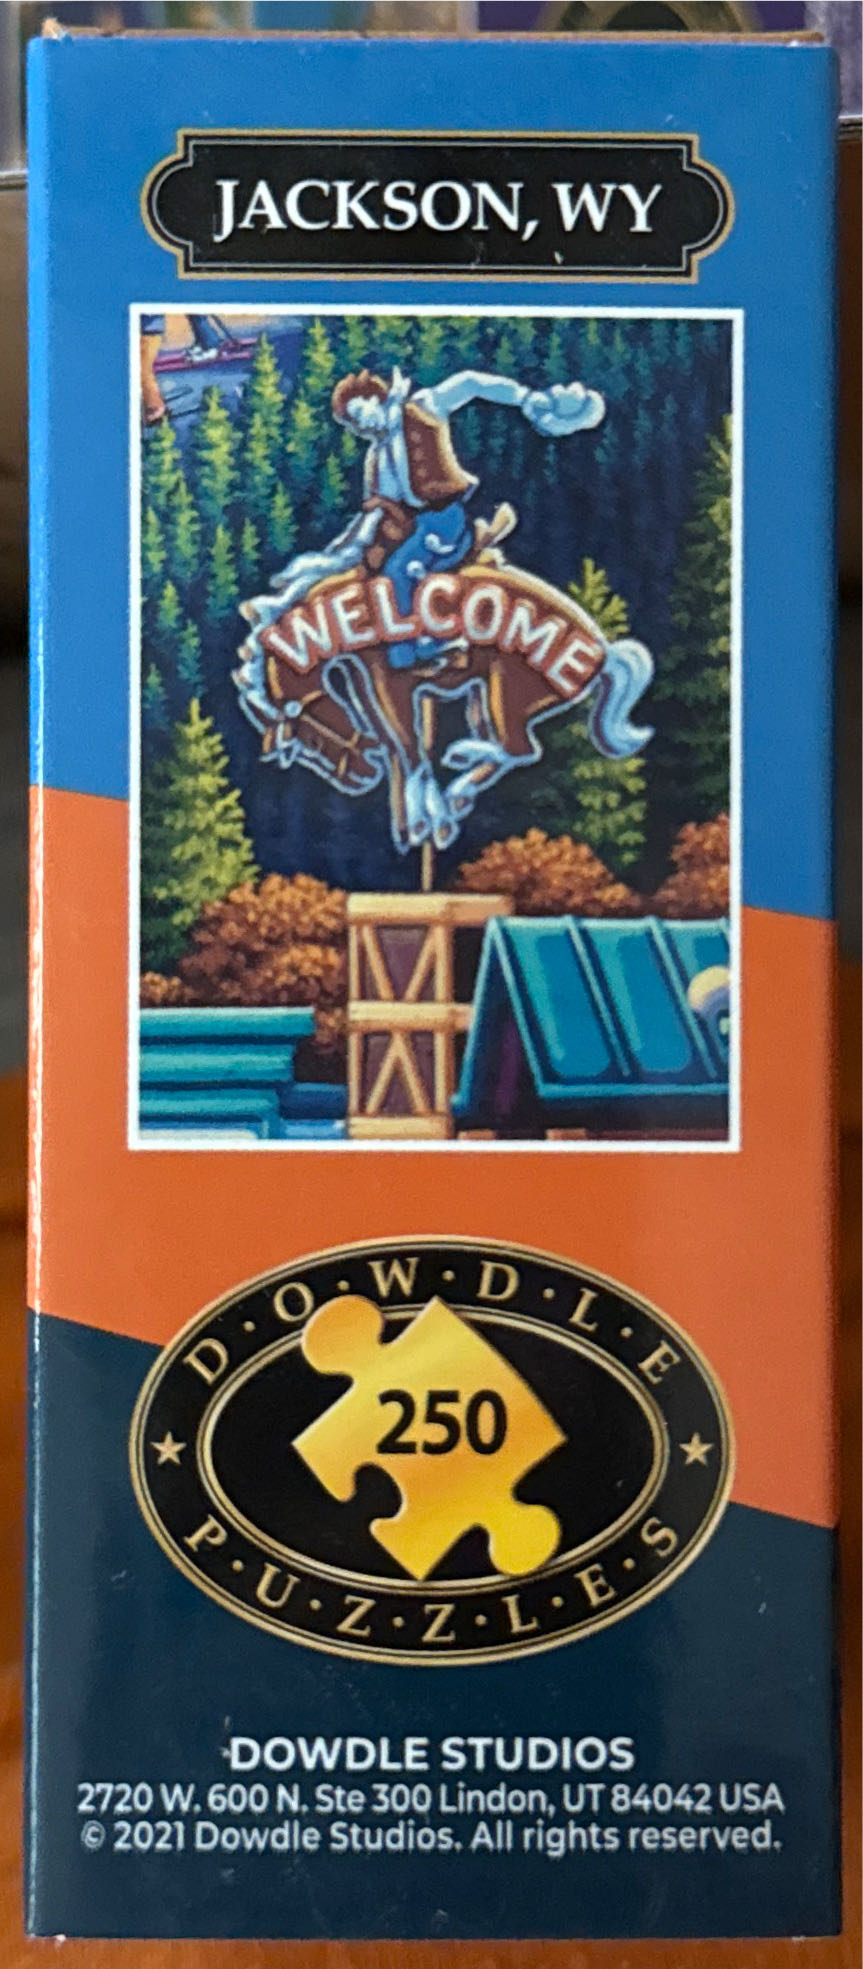 JACKSON, WY
WELCOME
D·O·W·D·L·E
250
P·U·Z·Z·L·E·S
DOWDLE STUDIOS
2720 W. 600 N. Ste 300 Lindon, UT 84042 USA
© 2021 Dowdle Studios. All rights reserved.